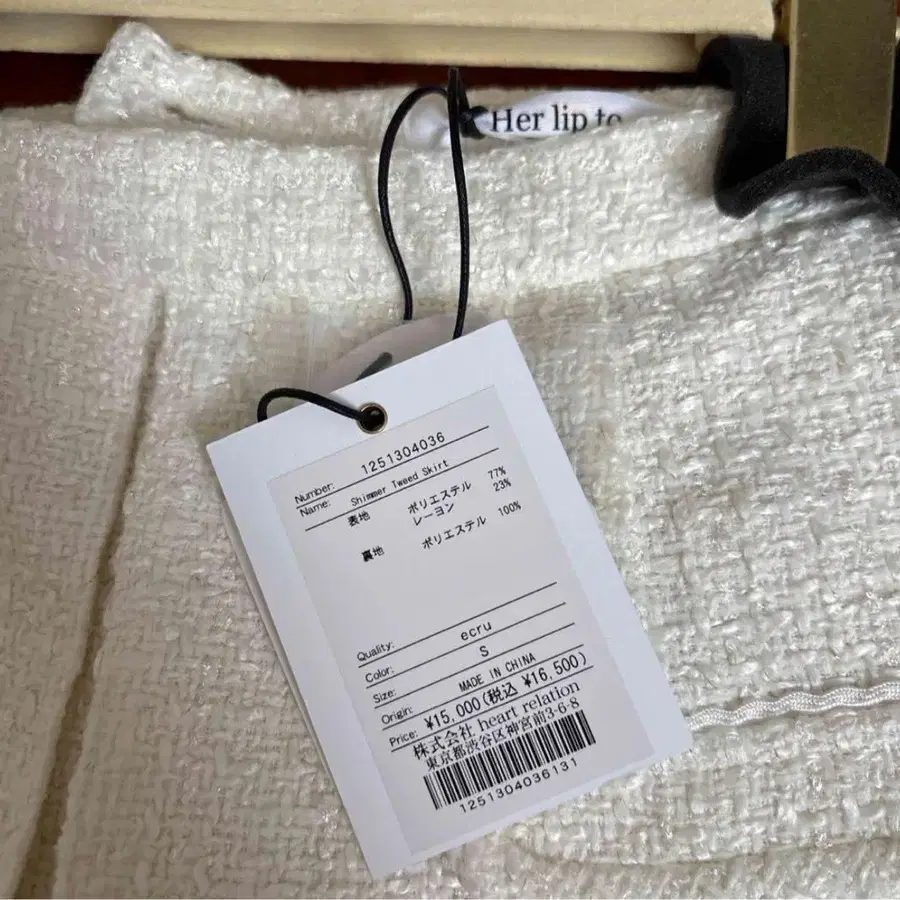 Her lip to
Number: 1251304036
Name: Shimmer Tweed Skirt
表地 ポリエステル 77%
レーヨン 23%
裏地 ポリエステル 100%
Quality:
Color: ecru
Size: S
Origin: MADE IN CHINA
Price: ¥15,000(税込 ¥16,500)
株式会社 heart relation
東京都渋谷区神宮前3-6-8
1251304036131